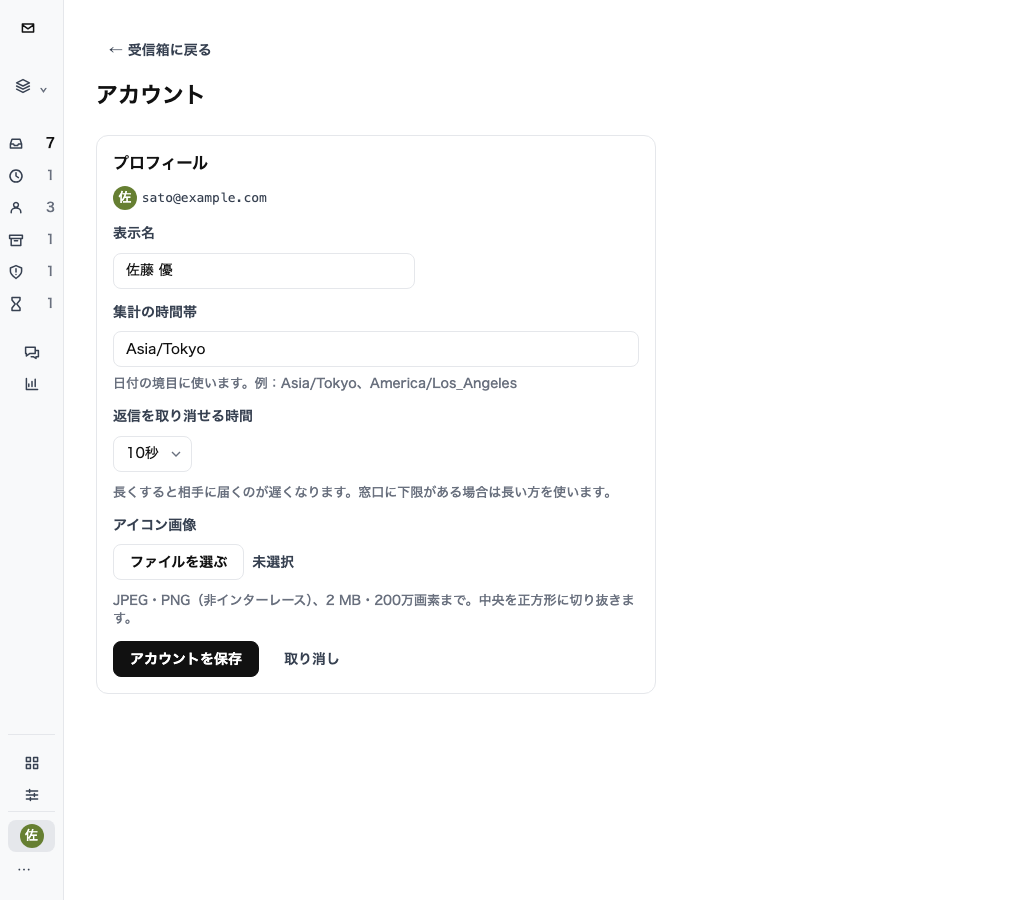 ← 受信箱に戻る
アカウント
7
1
3
1
1
1
プロフィール
佐 sato@example.com
表示名
佐藤 優
集計の時間帯
Asia/Tokyo
日付の境目に使います。例：Asia/Tokyo、America/Los_Angeles
返信を取り消せる時間
10秒
長くすると相手に届くのが遅くなります。窓口に下限がある場合は長い方を使います。
アイコン画像
ファイルを選ぶ 未選択
JPEG・PNG（非インターレース）、2 MB・200万画素まで。中央を正方形に切り抜きま
す。
アカウントを保存 取り消し
佐
…